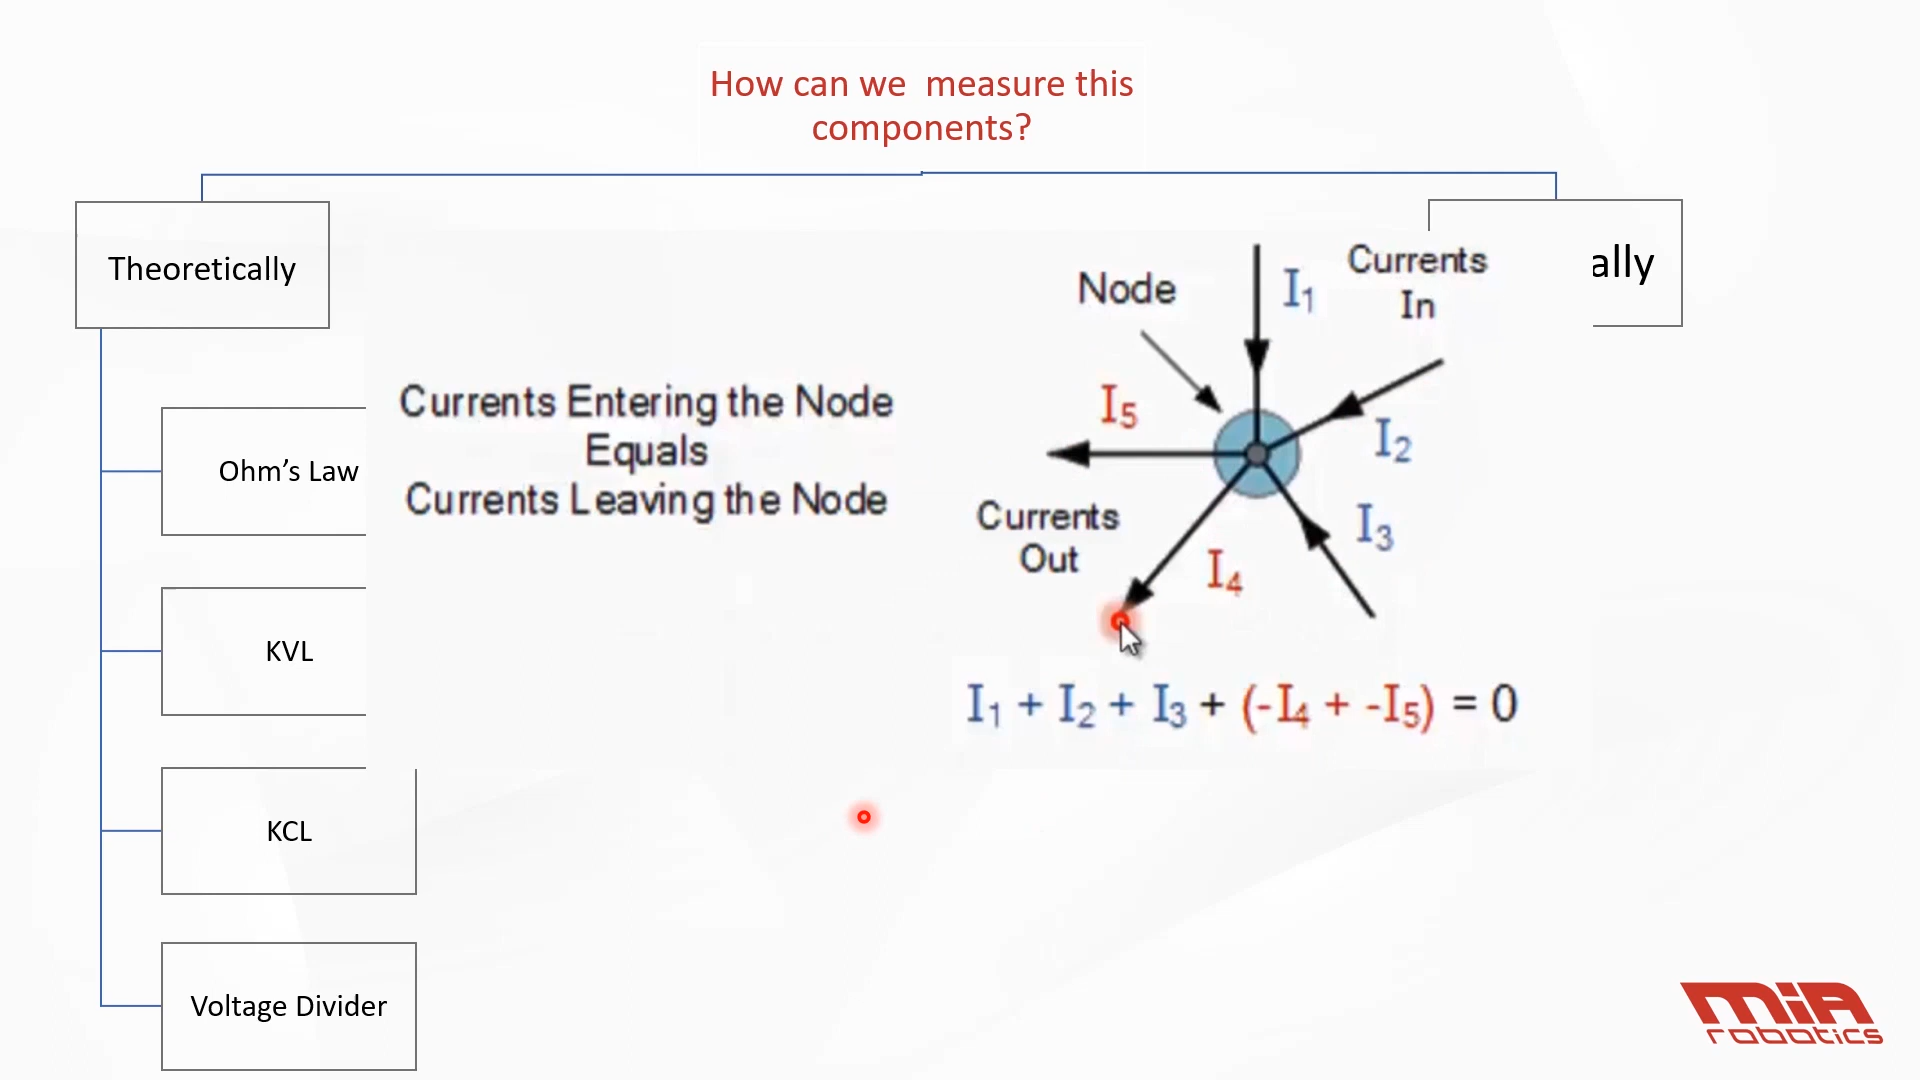 How can we  measure this
components?
Theoretically
ally
Ohm’s Law
KVL
KCL
Voltage Divider
Currents Entering the Node
Equals
Currents Leaving the Node
Node
I1
Currents
In
I5
I2
Currents
Out
I3
I4
I1 + I2 + I3 + (-I4 + -I5) = 0
MiA
robotics